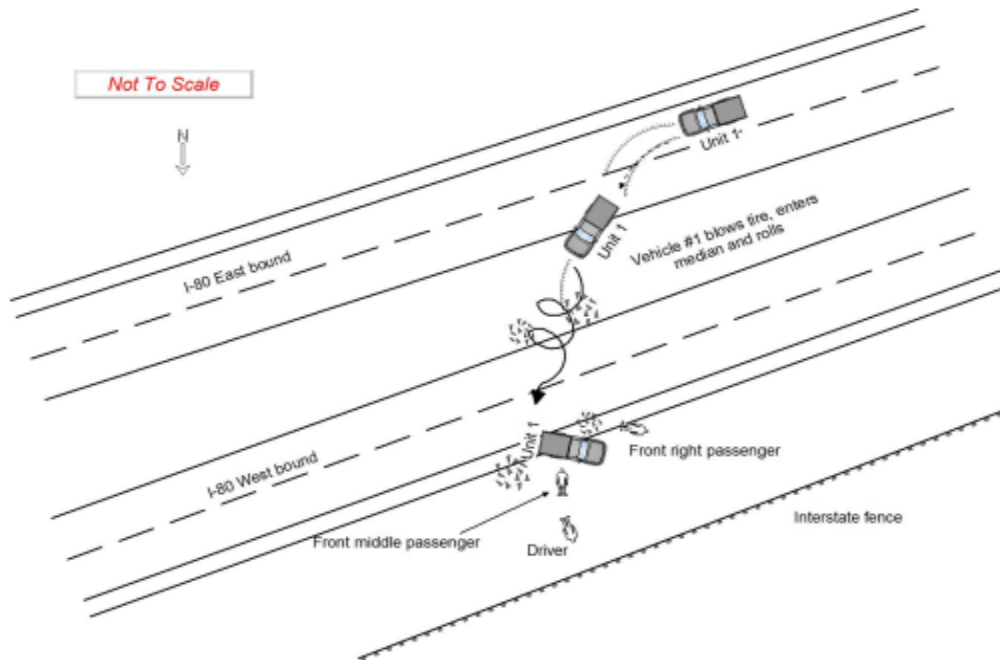 Not To Scale
N
Unit 1
Unit 1
Vehicle #1 blows tire, enters
median and rolls
I-80 East bound
Unit 1
Front right passenger
I-80 West bound
Interstate fence
Front middle passenger
Driver